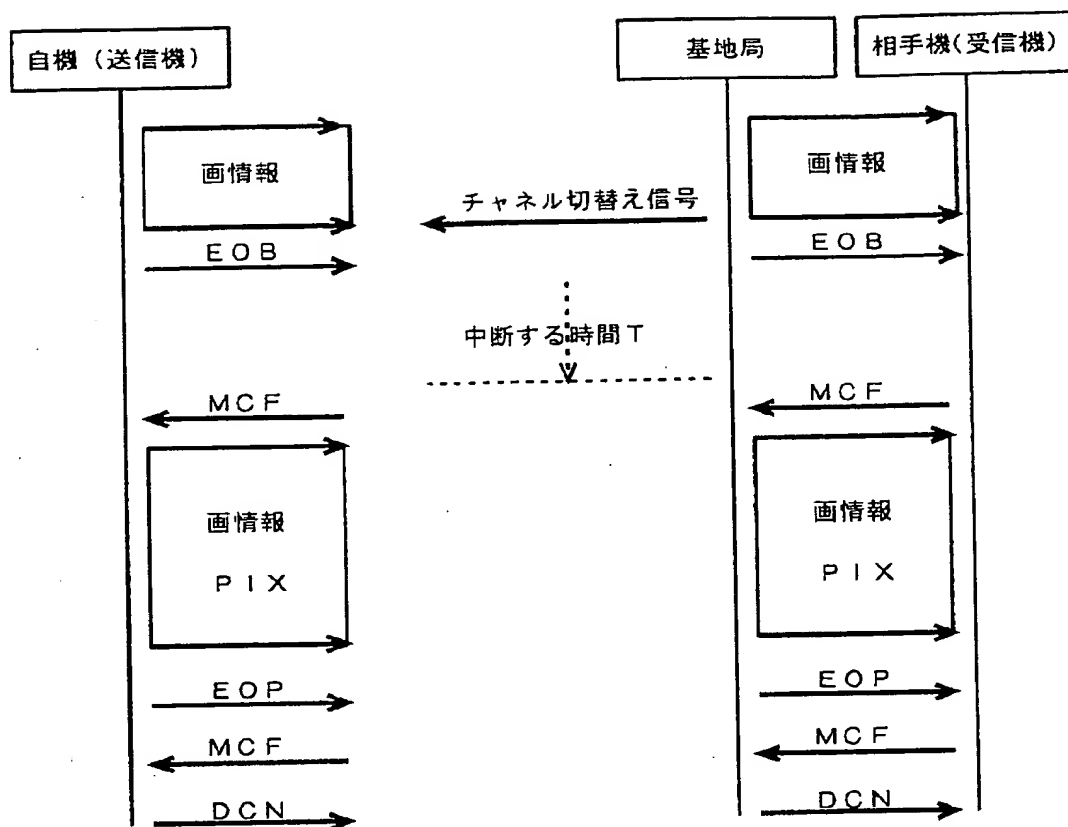 自機（送信機）
基地局
相手機（受信機）
画情報
画情報
チャネル切替え信号
EOB
EOB
中断する時間T
MCF
MCF
画情報
PIX
画情報
PIX
EOP
EOP
MCF
MCF
DCN
DCN